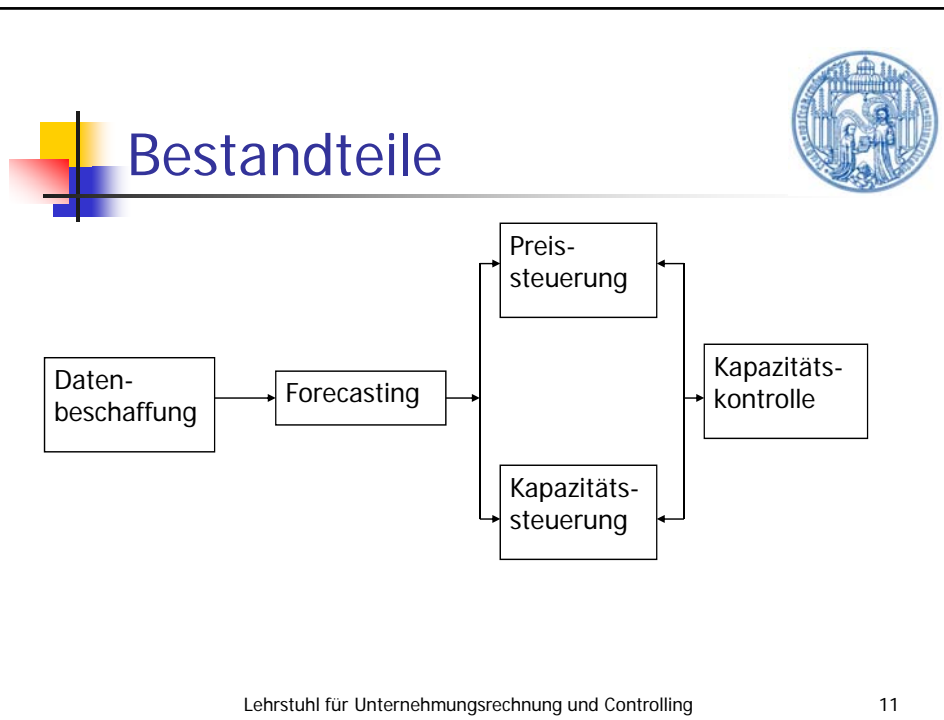 Bestandteile
Preis-
steuerung
Daten-
beschaffung
Forecasting
Kapazitäts-
kontrolle
Kapazitäts-
steuerung
Lehrstuhl für Unternehmungsrechnung und Controlling
11